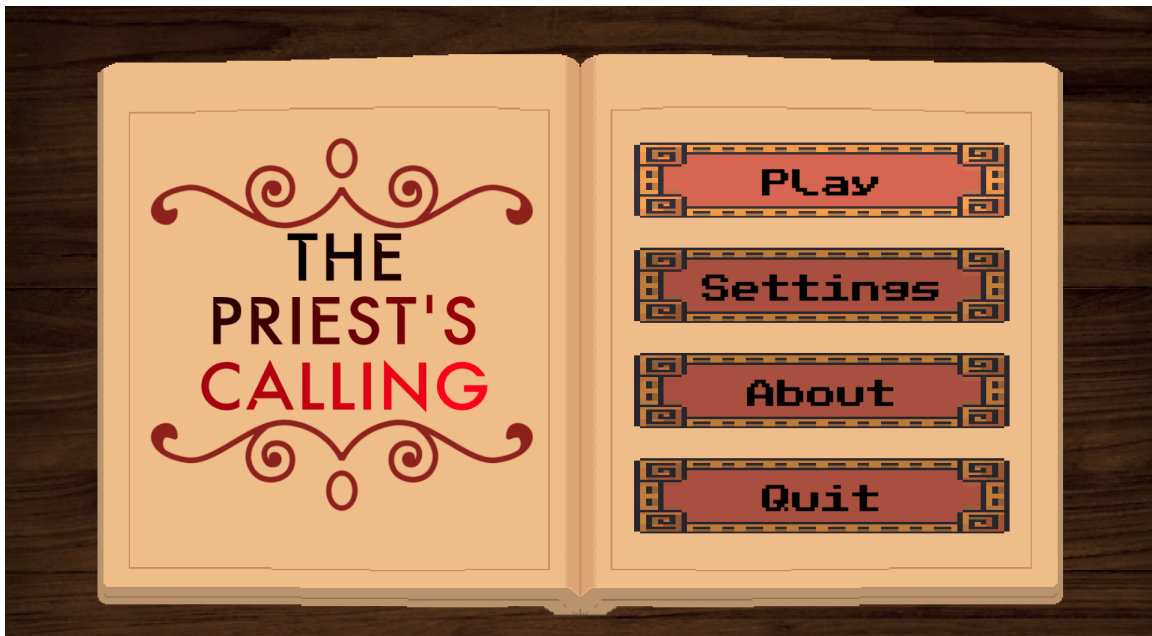 THE
PRIEST'S
CALLING
Play
Settings
About
Quit